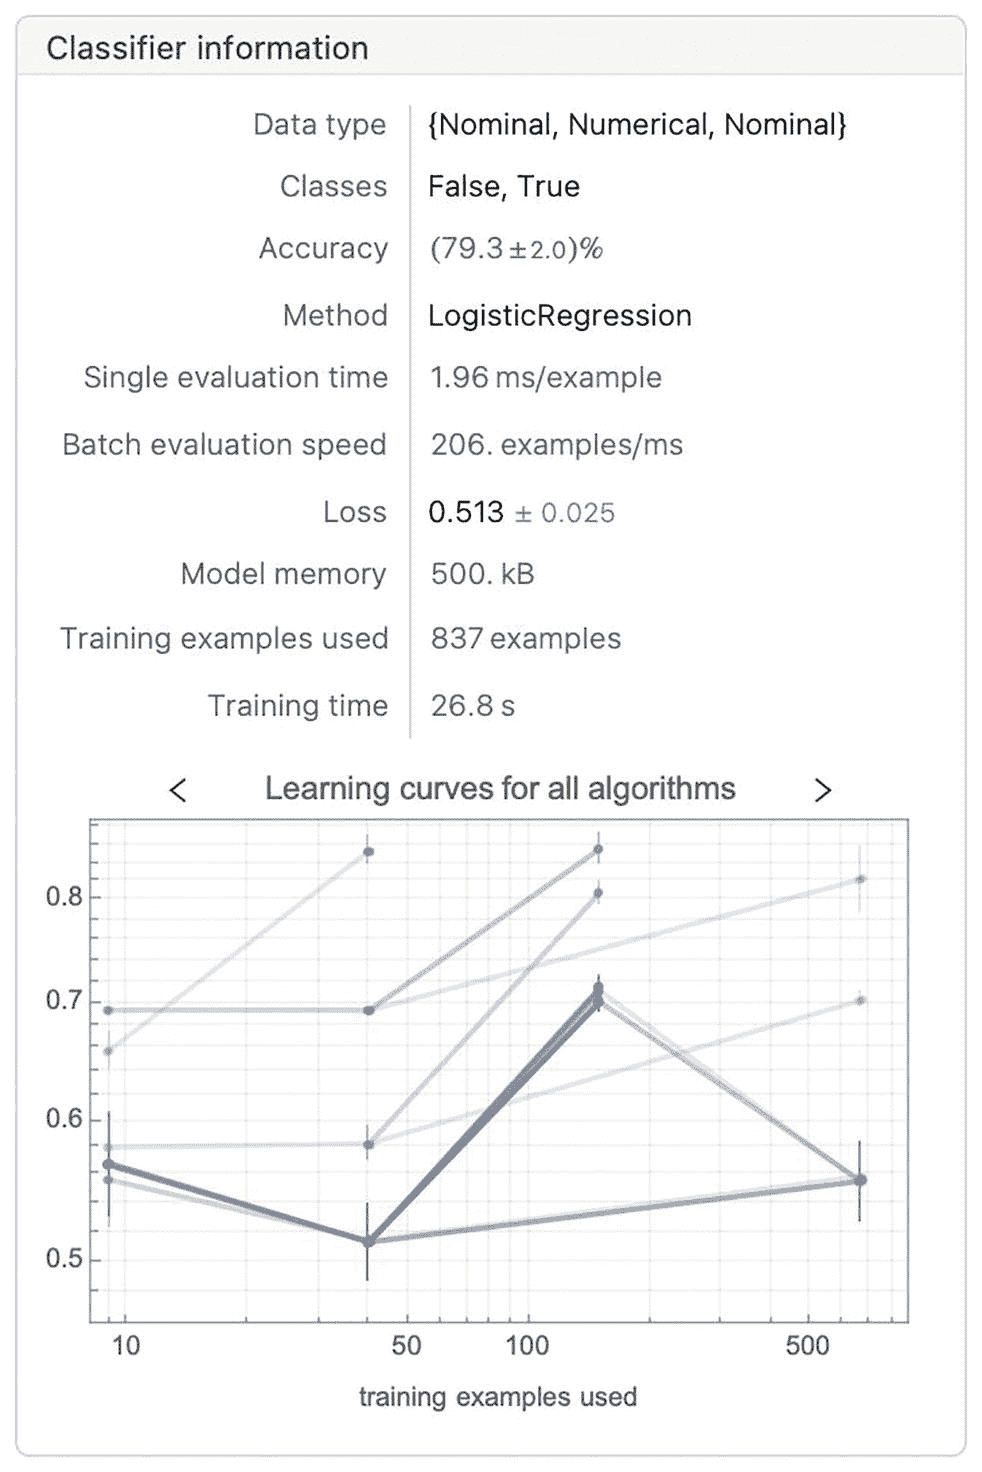 Classifier information
Data type {Nominal, Numerical, Nominal}
Classes False, True
Accuracy (79.3 ± 2.0)%
Method LogisticRegression
Single evaluation time 1.96 ms/example
Batch evaluation speed 206. examples/ms
Loss 0.513 ± 0.025
Model memory 500. kB
Training examples used 837 examples
Training time 26.8 s
< Learning curves for all algorithms >
0.8
0.7
0.6
0.5
10 50 100 500
training examples used